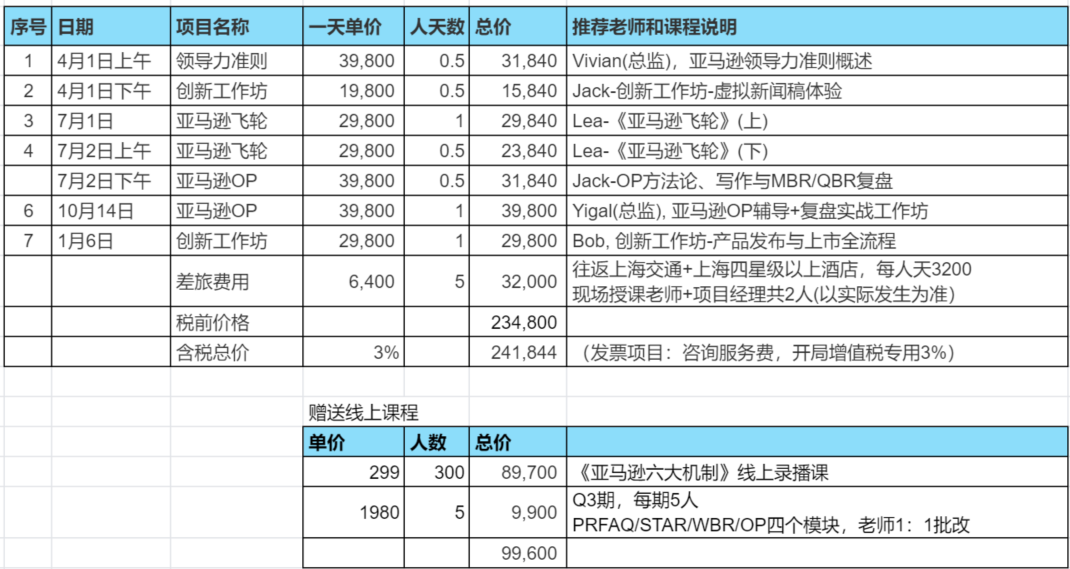 序号 日期 项目名称 一天单价 人天数 总价 推荐老师和课程说明
1 4月1日上午 领导力准则 39,800 0.5 31,840 Vivian(总监)，亚马逊领导力准则概述
2 4月1日下午 创新工作坊 19,800 0.5 15,840 Jack-创新工作坊-虚拟新闻稿体验
3 7月1日 亚马逊飞轮 29,800 1 29,840 Lea-《亚马逊飞轮》(上)
4 7月2日上午 亚马逊飞轮 29,800 0.5 23,840 Lea-《亚马逊飞轮》(下)
7月2日下午 亚马逊OP 39,800 0.5 31,840 Jack-OP方法论、写作与MBR/QBR复盘
6 10月14日 亚马逊OP 39,800 1 39,800 Yigal(总监), 亚马逊OP辅导+复盘实战工作坊
7 1月6日 创新工作坊 29,800 1 29,800 Bob, 创新工作坊-产品发布与上市全流程
差旅费用 6,400 5 32,000 往返上海交通+上海四星级以上酒店，每人天3200
现场授课老师+项目经理共2人(以实际发生为准)
税前价格 234,800
含税总价 3% 241,844 （发票项目：咨询服务费，开局增值税专用3%）
赠送线上课程
单价 人数 总价
299 300 89,700 《亚马逊六大机制》线上录播课
1980 5 9,900 Q3期，每期5人
PRFAQ/STAR/WBR/OP四个模块，老师1：1批改
99,600